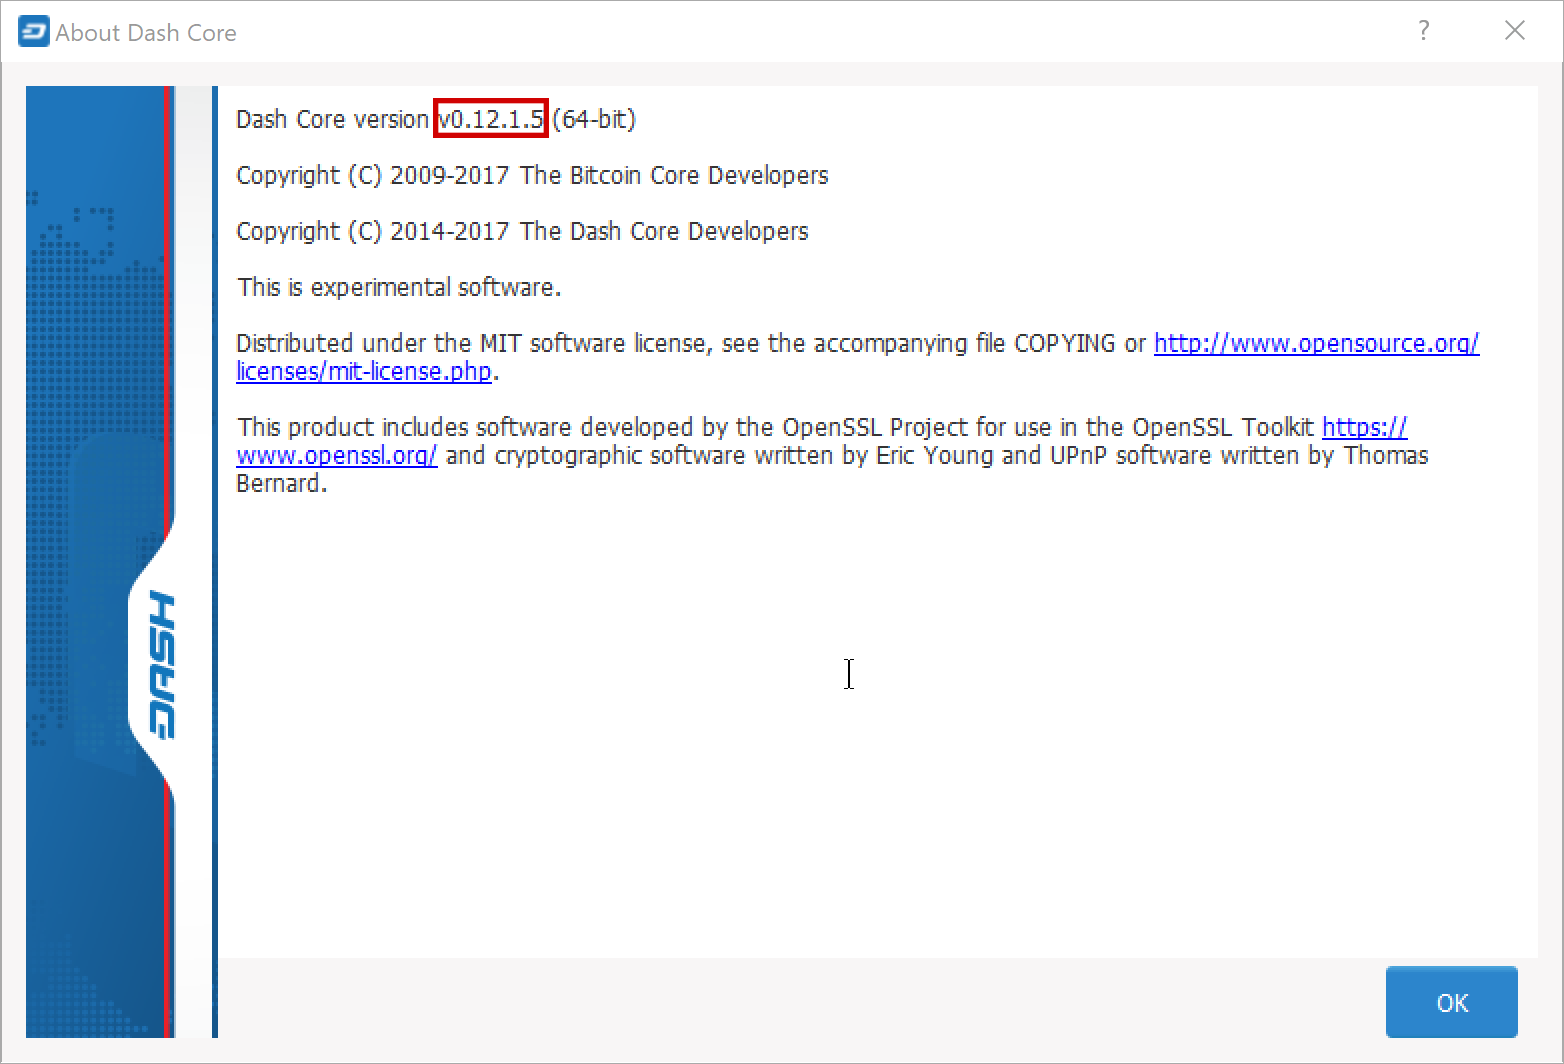 About Dash Core
?
Dash Core version v0.12.1.5 (64-bit)
Copyright (C) 2009-2017 The Bitcoin Core Developers
Copyright (C) 2014-2017 The Dash Core Developers
This is experimental software.
Distributed under the MIT software license, see the accompanying file COPYING or http://www.opensource.org/
licenses/mit-license.php.
This product includes software developed by the OpenSSL Project for use in the OpenSSL Toolkit https://
www.openssl.org/ and cryptographic software written by Eric Young and UPnP software written by Thomas
Bernard.
DASH
OK